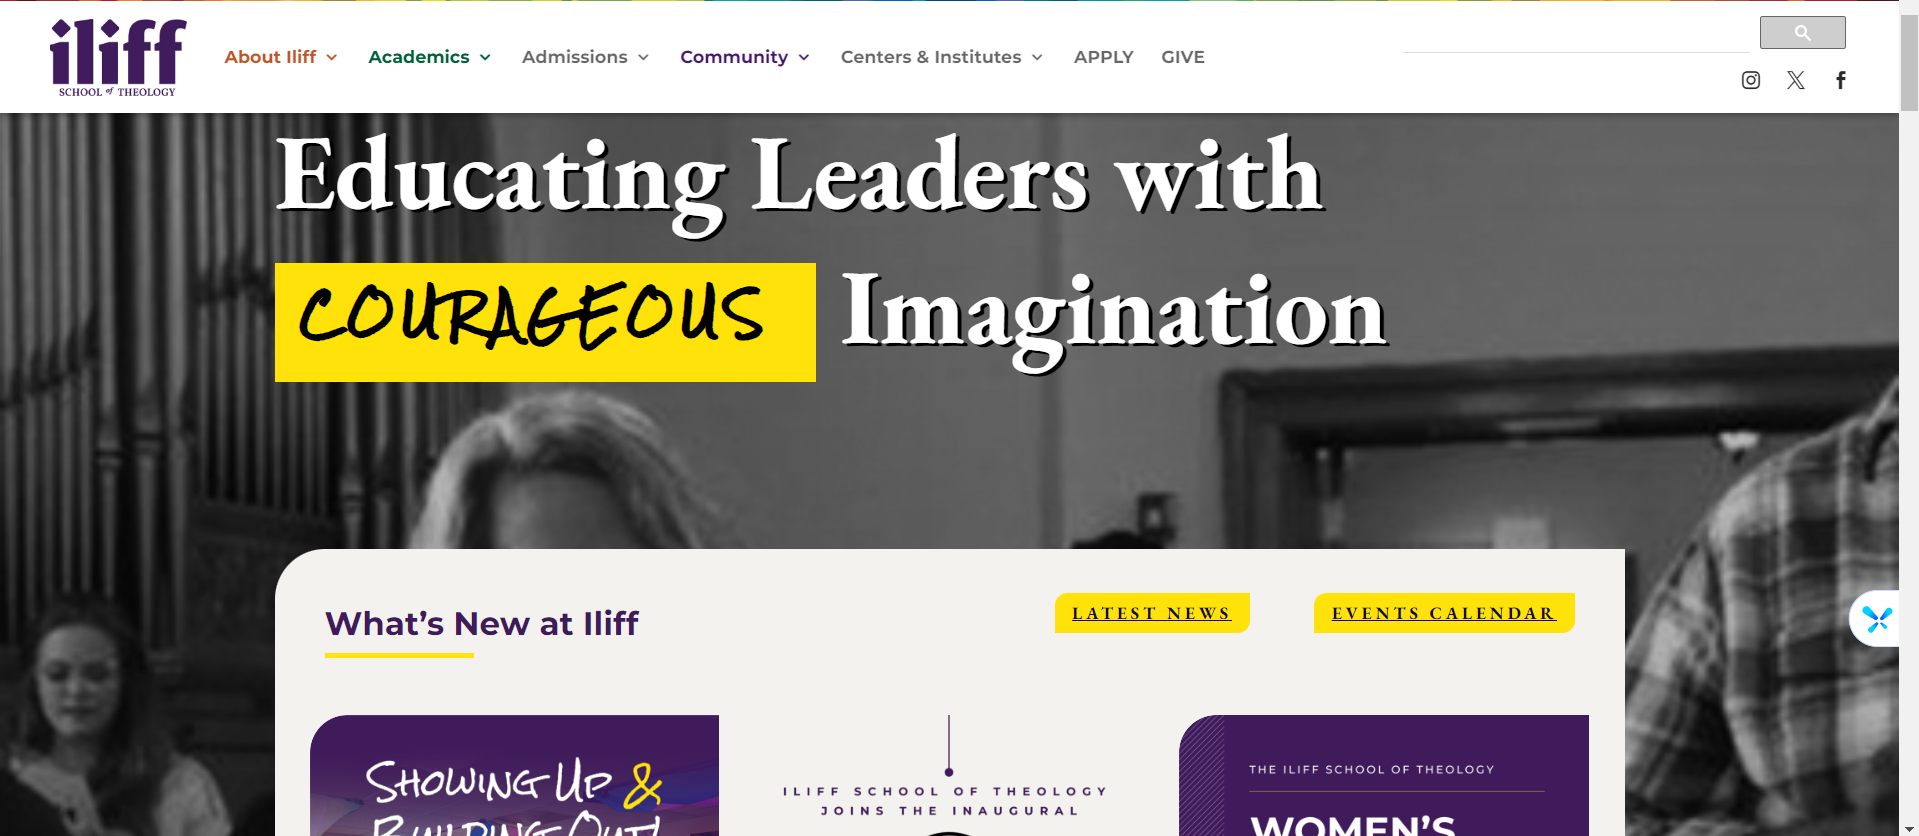 iliff
SCHOOL of THEOLOGY
About Iliff
Academics
Admissions
Community
Centers & Institutes
APPLY
GIVE
Educating Leaders with
COURAGEOUS Imagination
What's New at Iliff
LATEST NEWS
EVENTS CALENDAR
SHOWING UP &
BUILDING OUT!
ILIFF SCHOOL OF THEOLOGY
JOINS THE INAUGURAL
THE ILIFF SCHOOL OF THEOLOGY
WOMEN'S